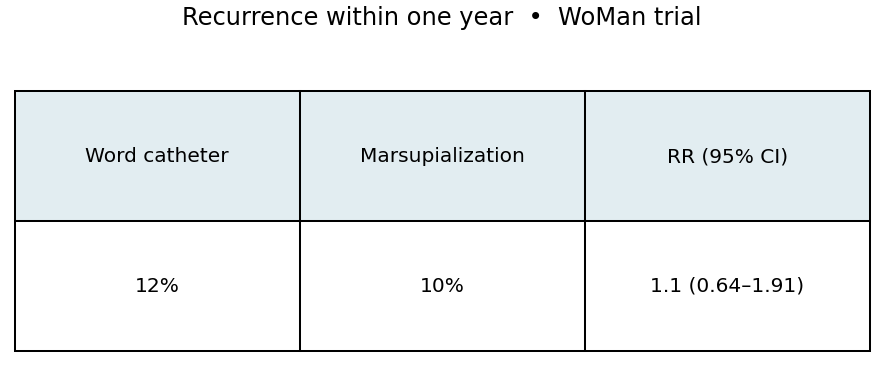 Recurrence within one year • WoMan trial
Word catheter Marsupialization RR (95% CI)
12% 10% 1.1 (0.64–1.91)